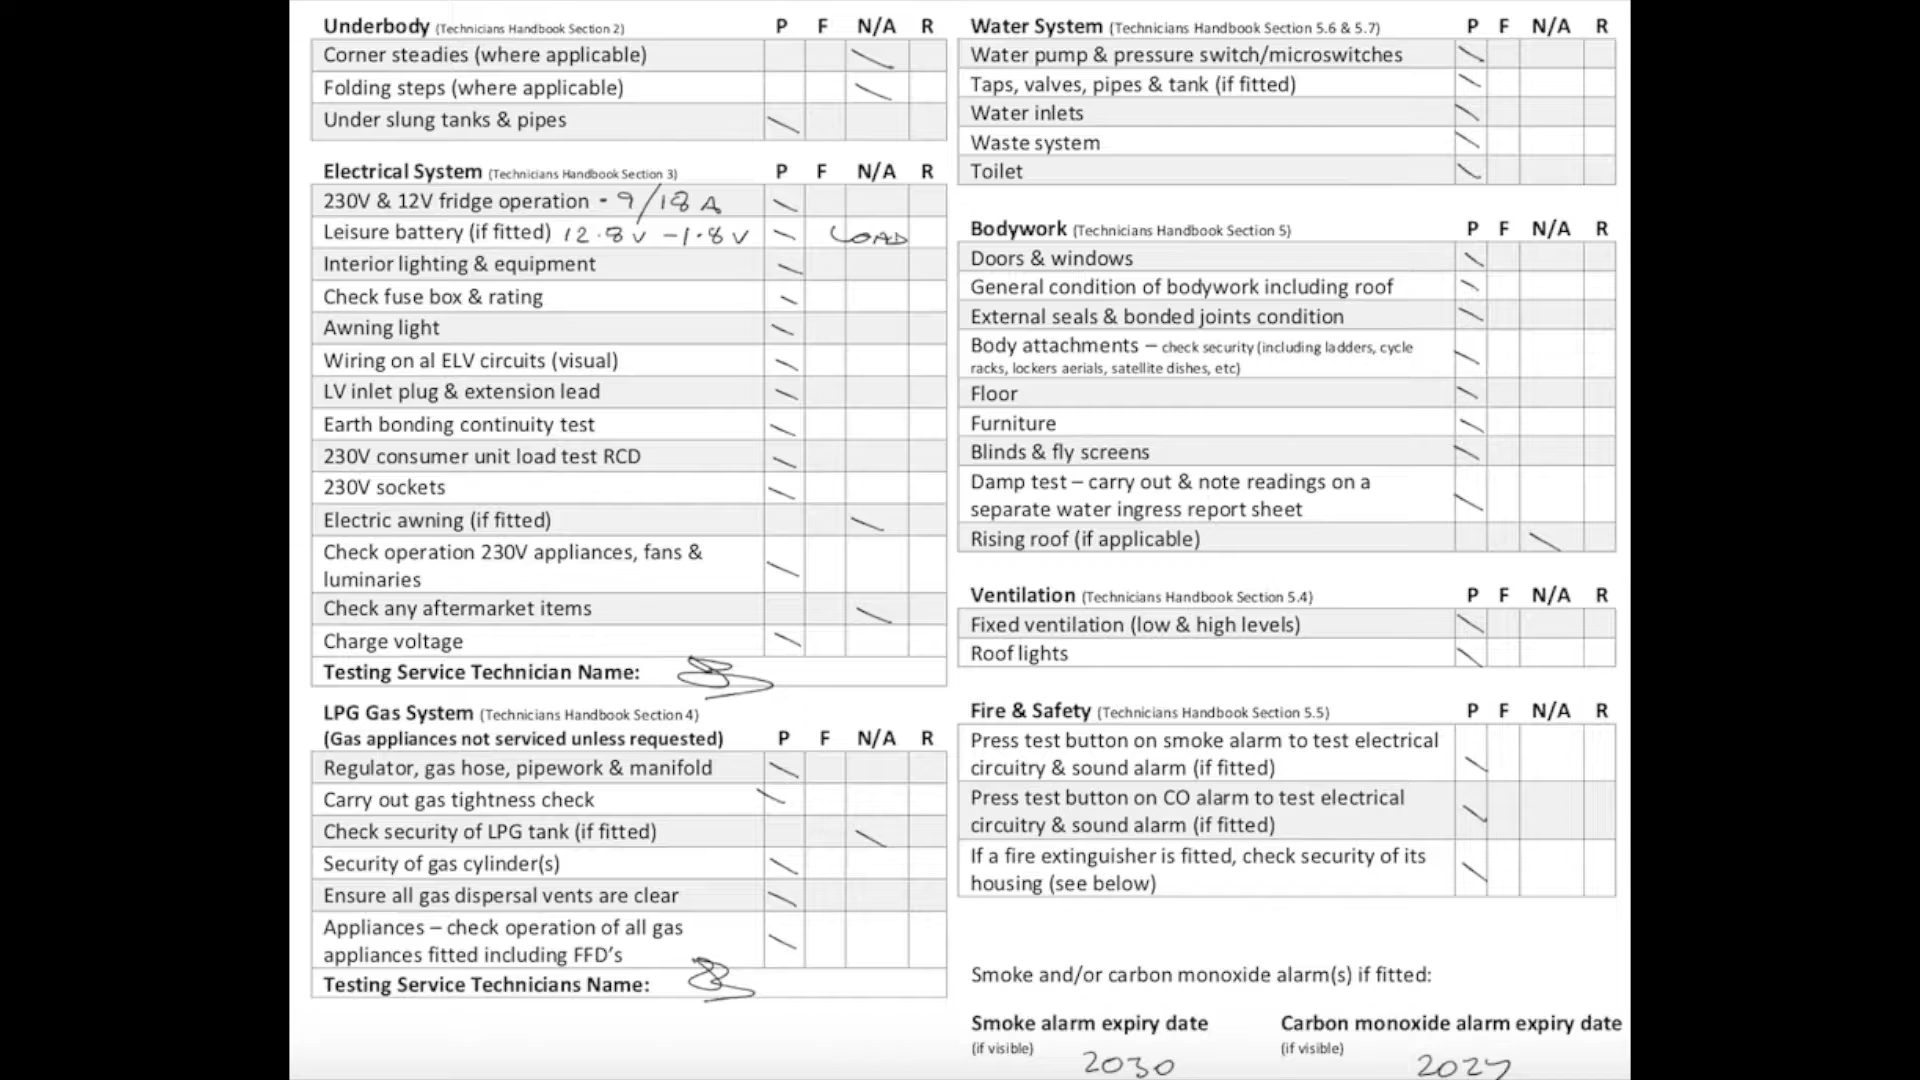 Underbody (Technicians Handbook Section 2) P F N/A R
Corner steadies (where applicable)
Folding steps (where applicable)
Under slung tanks & pipes
Electrical System (Technicians Handbook Section 3) P F N/A R
230V & 12V fridge operation - 9/18 A
Leisure battery (if fitted) 12.8V -1.8V LOAD
Interior lighting & equipment
Check fuse box & rating
Awning light
Wiring on al ELV circuits (visual)
LV inlet plug & extension lead
Earth bonding continuity test
230V consumer unit load test RCD
230V sockets
Electric awning (if fitted)
Check operation 230V appliances, fans &
luminaries
Check any aftermarket items
Charge voltage
Testing Service Technician Name:
LPG Gas System (Technicians Handbook Section 4)
(Gas appliances not serviced unless requested) P F N/A R
Regulator, gas hose, pipework & manifold
Carry out gas tightness check
Check security of LPG tank (if fitted)
Security of gas cylinder(s)
Ensure all gas dispersal vents are clear
Appliances – check operation of all gas
appliances fitted including FFD’s
Testing Service Technicians Name:
Water System (Technicians Handbook Section 5.6 & 5.7) P F N/A R
Water pump & pressure switch/microswitches
Taps, valves, pipes & tank (if fitted)
Water inlets
Waste system
Toilet
Bodywork (Technicians Handbook Section 5) P F N/A R
Doors & windows
General condition of bodywork including roof
External seals & bonded joints condition
Body attachments – check security (including ladders, cycle
racks, lockers aerials, satellite dishes, etc)
Floor
Furniture
Blinds & fly screens
Damp test – carry out & note readings on a
separate water ingress report sheet
Rising roof (if applicable)
Ventilation (Technicians Handbook Section 5.4) P F N/A R
Fixed ventilation (low & high levels)
Roof lights
Fire & Safety (Technicians Handbook Section 5.5) P F N/A R
Press test button on smoke alarm to test electrical
circuitry & sound alarm (if fitted)
Press test button on CO alarm to test electrical
circuitry & sound alarm (if fitted)
If a fire extinguisher is fitted, check security of its
housing (see below)
Smoke and/or carbon monoxide alarm(s) if fitted:
Smoke alarm expiry date Carbon monoxide alarm expiry date
(if visible) (if visible)
2030